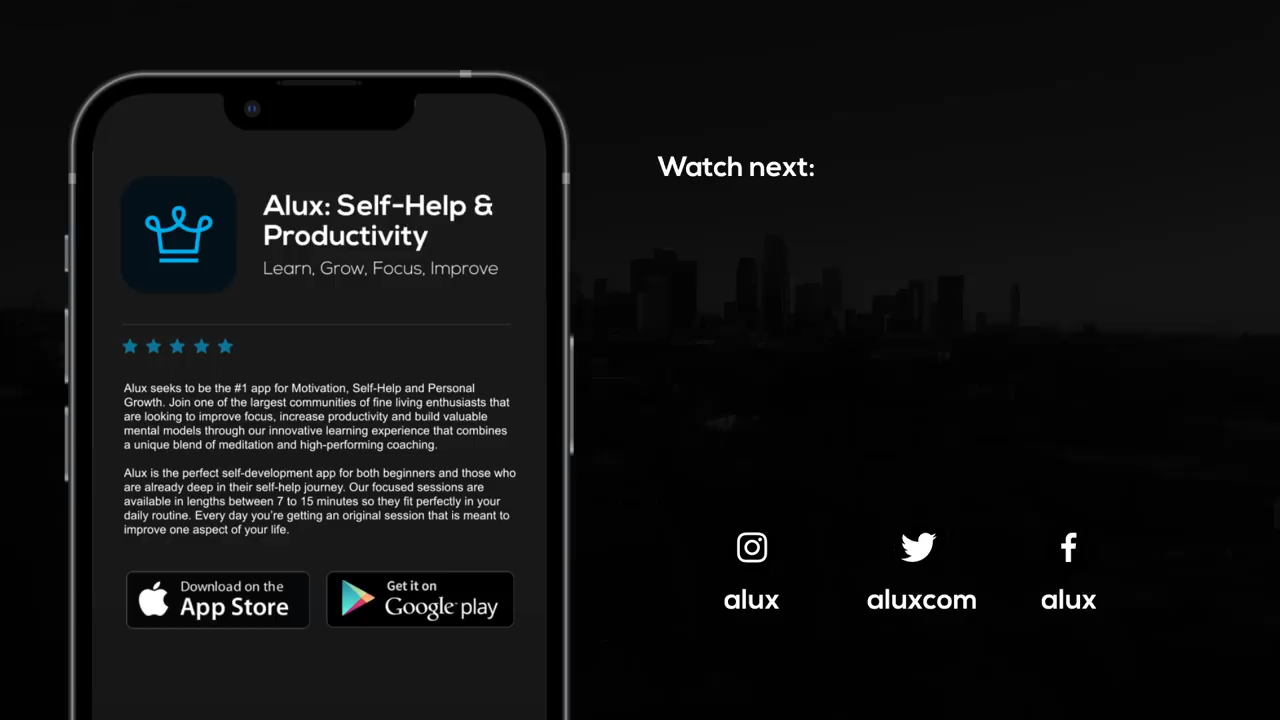 Alux: Self-Help &
Productivity
Learn, Grow, Focus, Improve
Alux seeks to be the #1 app for Motivation, Self-Help and Personal
Growth. Join one of the largest communities of fine living enthusiasts that
are looking to improve focus, increase productivity and build valuable
mental models through our innovative learning experience that combines
a unique blend of meditation and high-performing coaching.
Alux is the perfect self-development app for both beginners and those who
are already deep in their self-help journey. Our focused sessions are
available in lengths between 7 to 15 minutes so they fit perfectly in your
daily routine. Every day you're getting an original session that is meant to
improve one aspect of your life.
Download on the
App Store
Get it on
Google play
Watch next:
alux
aluxcom
alux